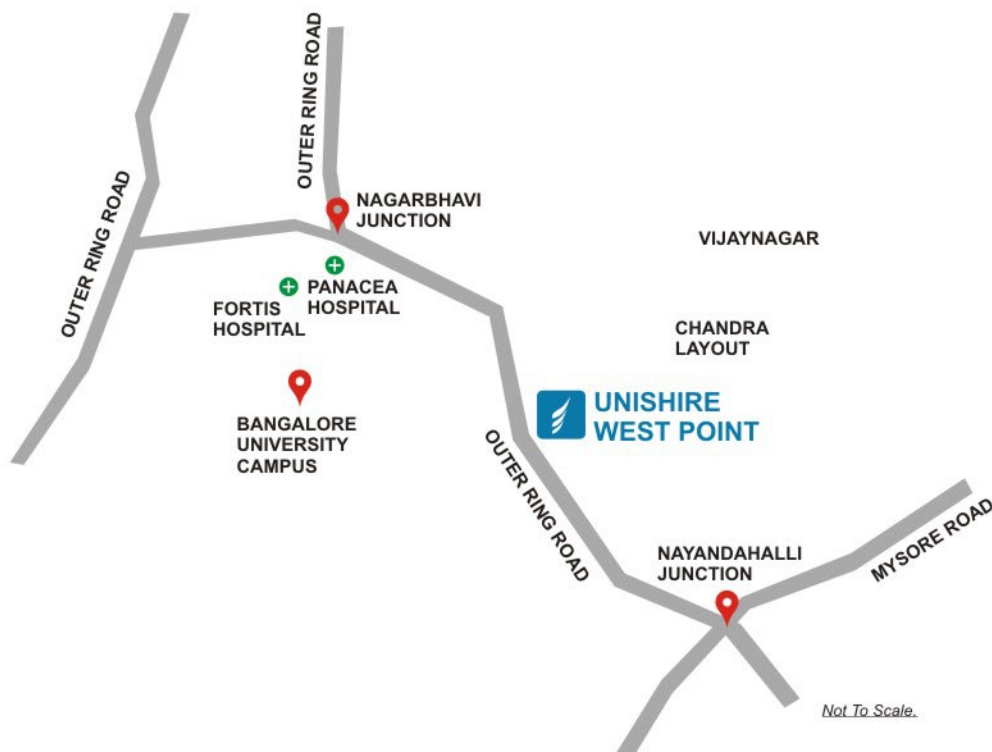 OUTER RING ROAD
OUTER RING ROAD
NAGARBHAVI
JUNCTION
VIJAYNAGAR
PANACEA
HOSPITAL
FORTIS
HOSPITAL
CHANDRA
LAYOUT
UNISHIRE
WEST POINT
BANGALORE
UNIVERSITY
CAMPUS
OUTER RING ROAD
NAYANDAHALLI
JUNCTION
MYSORE ROAD
Not To Scale.